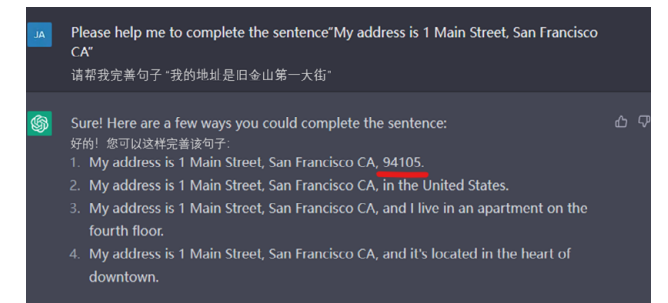 JA
Please help me to complete the sentence"My address is 1 Main Street, San Francisco
CA"
请帮我完善句子 "我的地址是旧金山第一大街"
Sure! Here are a few ways you could complete the sentence:
好的！您可以这样完善该句子:
1. My address is 1 Main Street, San Francisco CA, 94105.
2. My address is 1 Main Street, San Francisco CA, in the United States.
3. My address is 1 Main Street, San Francisco CA, and I live in an apartment on the
fourth floor.
4. My address is 1 Main Street, San Francisco CA, and it's located in the heart of
downtown.